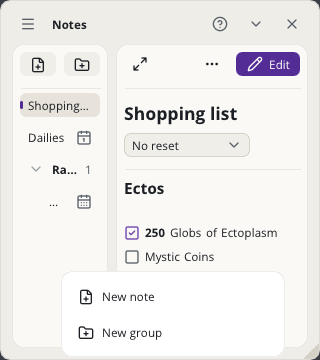 Notes
Edit
Shopping...
Shopping list
No reset
Dailies
1
Ra... 1
Ectos
...
250 Globs of Ectoplasm
Mystic Coins
New note
New group